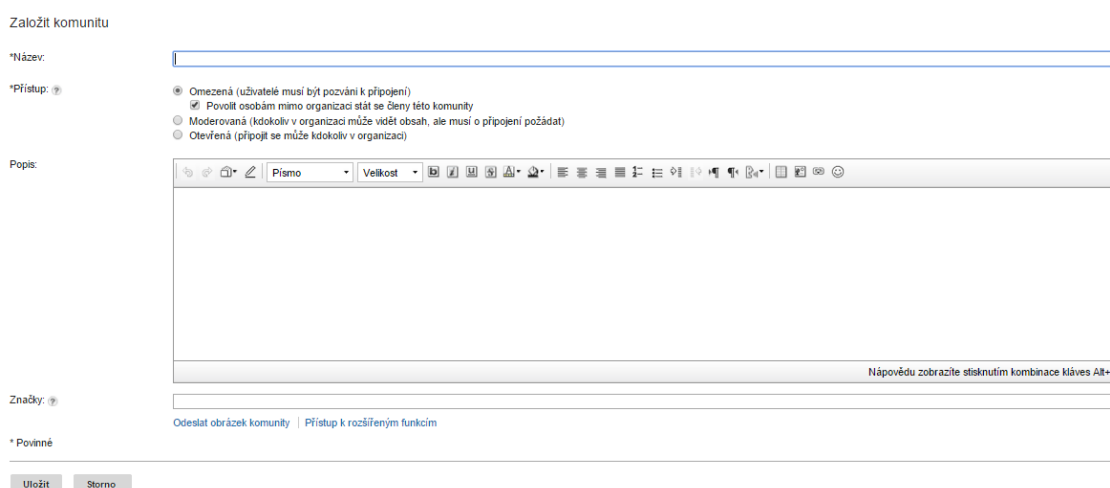 Založit komunitu
*Název:
*Přístup: ?
Omezená (uživatelé musí být pozváni k připojení)
Povolit osobám mimo organizaci stát se členy této komunity
Moderovaná (kdokoliv v organizaci může vidět obsah, ale musí o připojení požádat)
Otevřená (připojit se může kdokoliv v organizaci)
Popis:
Písmo Velikost
Nápovědu zobrazíte stisknutím kombinace kláves Alt+
Značky: ?
Odeslat obrázek komunity | Přístup k rozšířeným funkcím
* Povinné
Uložit Storno